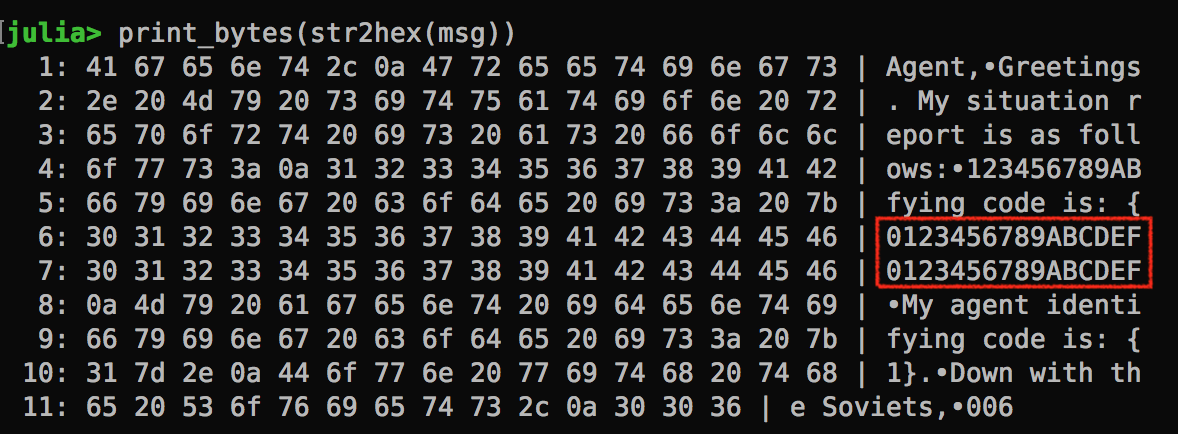 julia> print_bytes(str2hex(msg))
1: 41 67 65 6e 74 2c 0a 47 72 65 65 74 69 6e 67 73 | Agent,•Greetings
2: 2e 20 4d 79 20 73 69 74 75 61 74 69 6f 6e 20 72 | . My situation r
3: 65 70 6f 72 74 20 69 73 20 61 73 20 66 6f 6c 6c | eport is as foll
4: 6f 77 73 3a 0a 31 32 33 34 35 36 37 38 39 41 42 | ows:•123456789AB
5: 66 79 69 6e 67 20 63 6f 64 65 20 69 73 3a 20 7b | fying code is: {
6: 30 31 32 33 34 35 36 37 38 39 41 42 43 44 45 46 | 0123456789ABCDEF
7: 30 31 32 33 34 35 36 37 38 39 41 42 43 44 45 46 | 0123456789ABCDEF
8: 0a 4d 79 20 61 67 65 6e 74 20 69 64 65 6e 74 69 | •My agent identi
9: 66 79 69 6e 67 20 63 6f 64 65 20 69 73 3a 20 7b | fying code is: {
10: 31 7d 2e 0a 44 6f 77 6e 20 77 69 74 68 20 74 68 | 1}.•Down with th
11: 65 20 53 6f 76 69 65 74 73 2c 0a 30 30 36 | e Soviets,•006